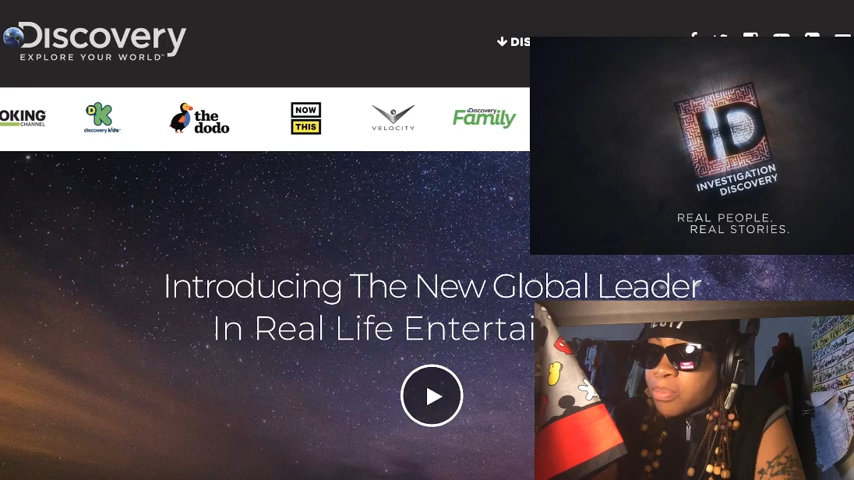 Discovery
EXPLORE YOUR WORLD
DIS
OKING
CHANNEL
D
K
discovery kids
the
dodo
NOW
THIS
VELOCITY
Discovery
Family
ID
INVESTIGATION
DISCOVERY
REAL PEOPLE.
REAL STORIES.
Introducing The New Global Leader
In Real Life Entertai
2017